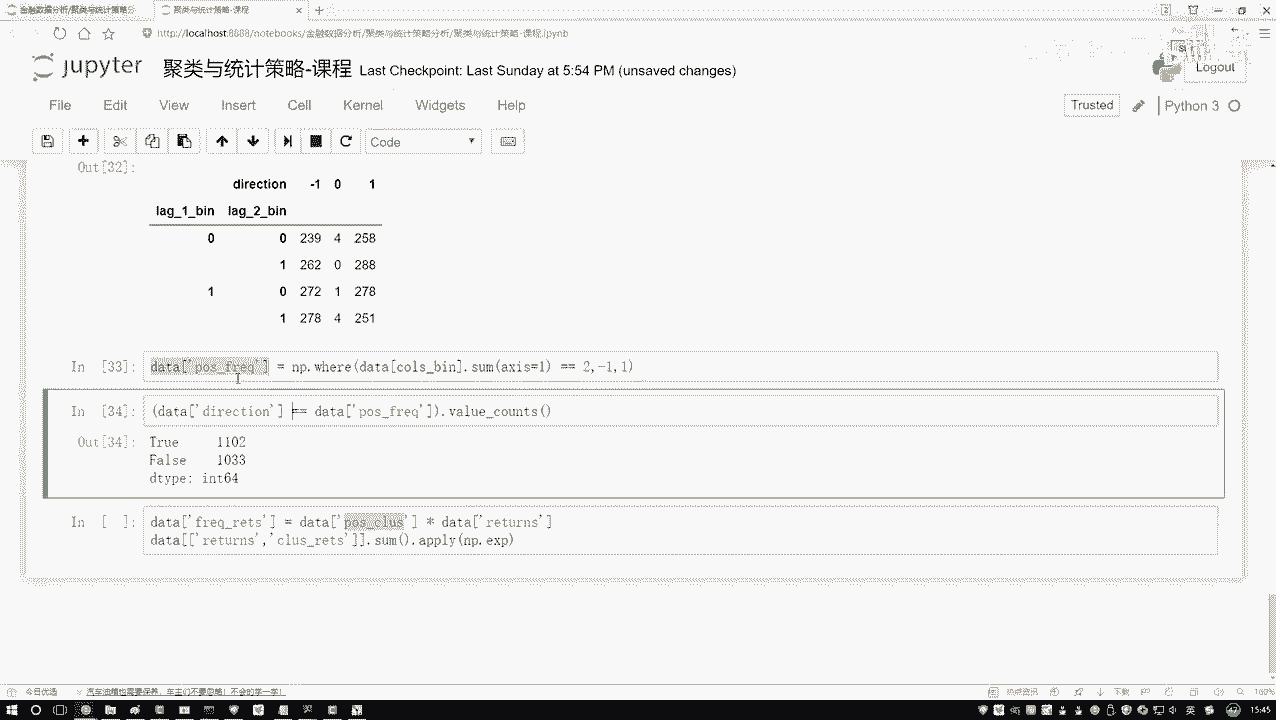 金融数据分析/聚类与统计策略分
聚类与统计策略-课程
http://localhost:8888/notebooks/金融数据分析/聚类与统计策略分析/聚类与统计策略-课程.ipynb
jupyter 聚类与统计策略-课程 Last Checkpoint: Last Sunday at 5:54 PM (unsaved changes) Logout
File Edit View Insert Cell Kernel Widgets Help Trusted Python 3
Code
Out[32]:
direction -1 0 1
lag_1_bin lag_2_bin
0 0 239 4 258
1 262 0 288
1 0 272 1 278
1 278 4 251
In [33]: data['pos_freq'] = np.where(data[cols_bin].sum(axis=1) == 2,-1,1)
In [34]: (data['direction'] == data['pos_freq']).value_counts()
Out[34]: True 1102
False 1033
dtype: int64
In [ ]: data['freq_rets'] = data['pos_clus'] * data['returns']
data[['returns','clus_rets']].sum().apply(np.exp)
今日优选 汽车油箱也需要保养，车主们不要忽略！不会的学一学！ 热点资讯 下载 100%
英 15:45